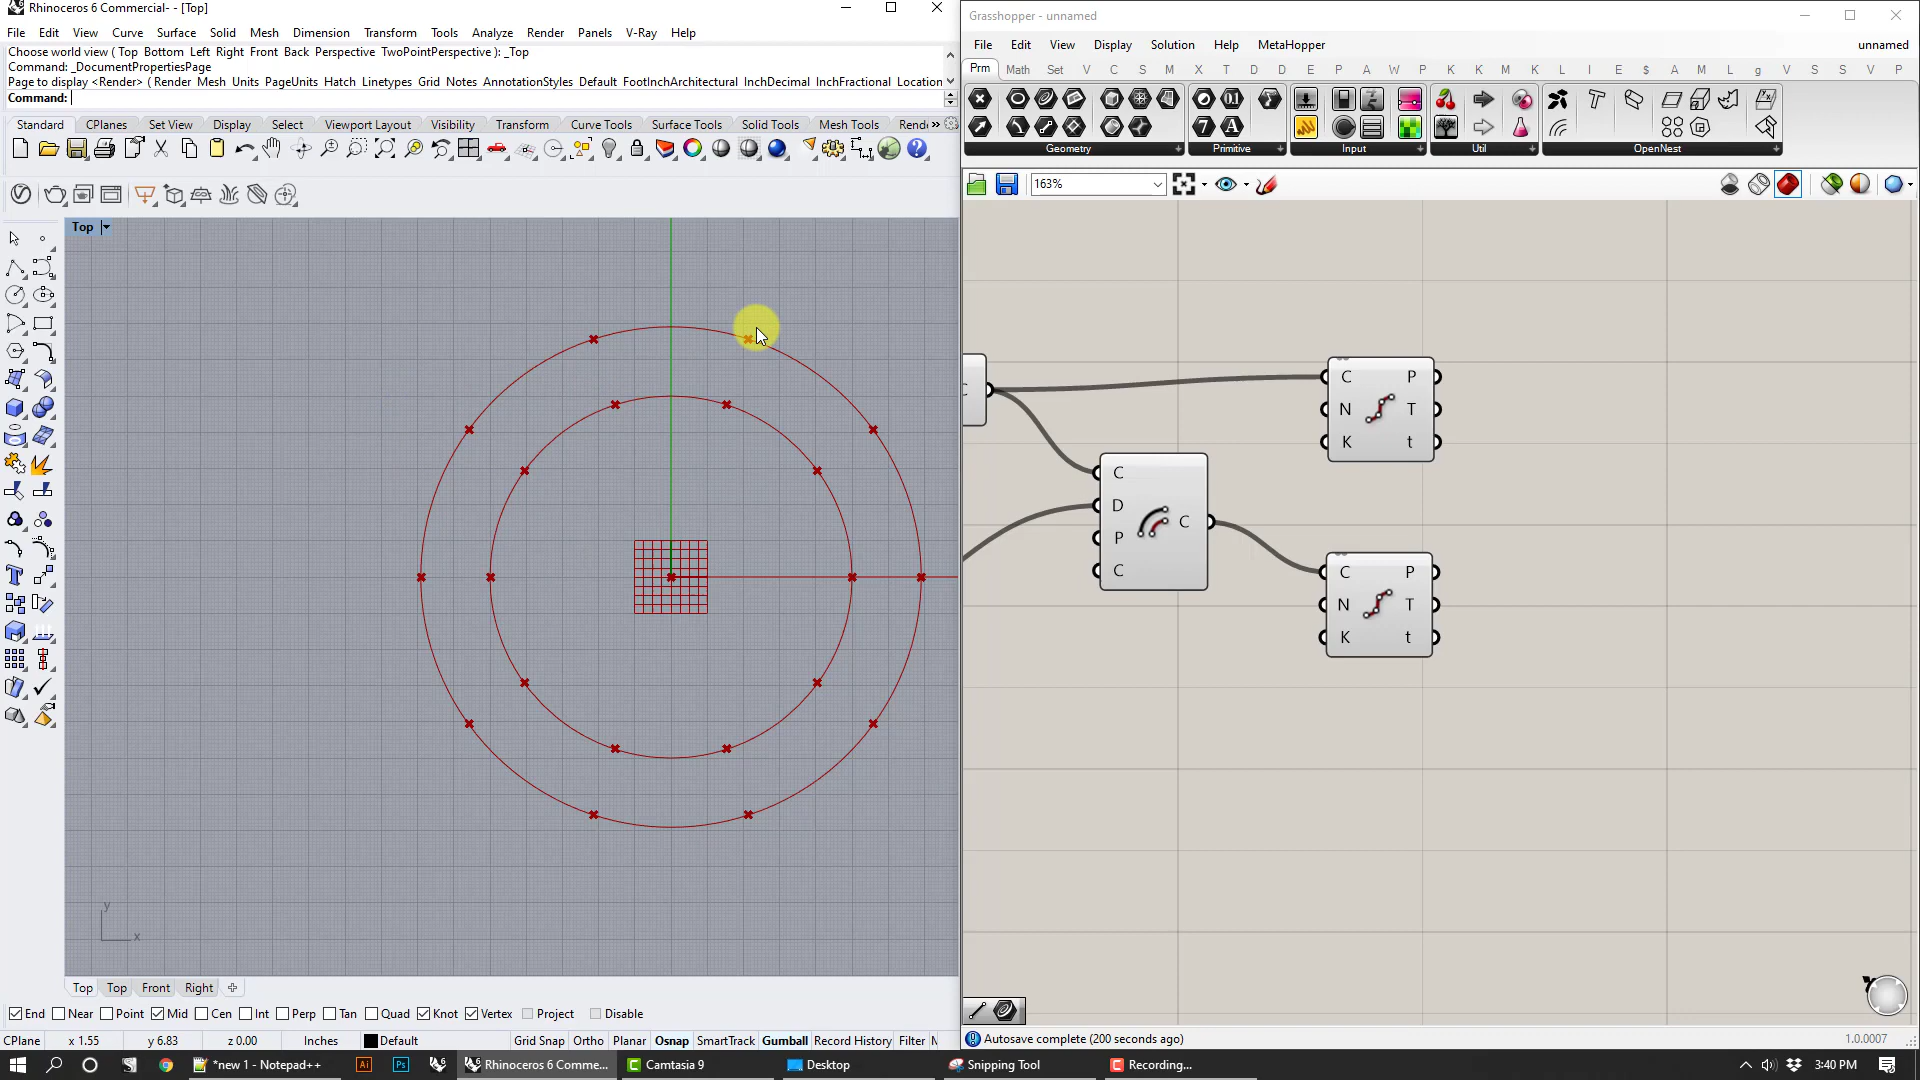 Rhinoceros 6 Commercial- - [Top]
File Edit View Curve Surface Solid Mesh Dimension Transform Tools Analyze Render Panels V-Ray Help
Choose world view ( Top Bottom Left Right Front Back Perspective TwoPointPerspective ): _Top
Command: _DocumentPropertiesPage
Page to display <Render> ( Render Mesh Units PageUnits Hatch Linetypes Grid Notes AnnotationStyles Default FootInchArchitectural InchDecimal InchFractional Location
Command:
Standard CPlanes Set View Display Select Viewport Layout Visibility Transform Curve Tools Surface Tools Solid Tools Mesh Tools Rend »
Top
y
x
Top Top Front Right
End Near Point Mid Cen Int Perp Tan Quad Knot Vertex Project Disable
CPlane x 1.55 y 6.83 z 0.00 Inches Default Grid Snap Ortho Planar Osnap SmartTrack Gumball Record History Filter M
Grasshopper - unnamed
File Edit View Display Solution Help MetaHopper unnamed
Prm Math Set V C S M X T D D E P A W P K K M K L I E $ A M L g V S S V P
Geometry Primitive Input Util OpenNest
163%
C P
N T
K t
C
D
P
C
C
C P
N T
K t
Autosave complete (200 seconds ago) 1.0.0007
*new 1 - Notepad++ Rhinoceros 6 Comme... Camtasia 9 Desktop Snipping Tool Recording... 3:40 PM